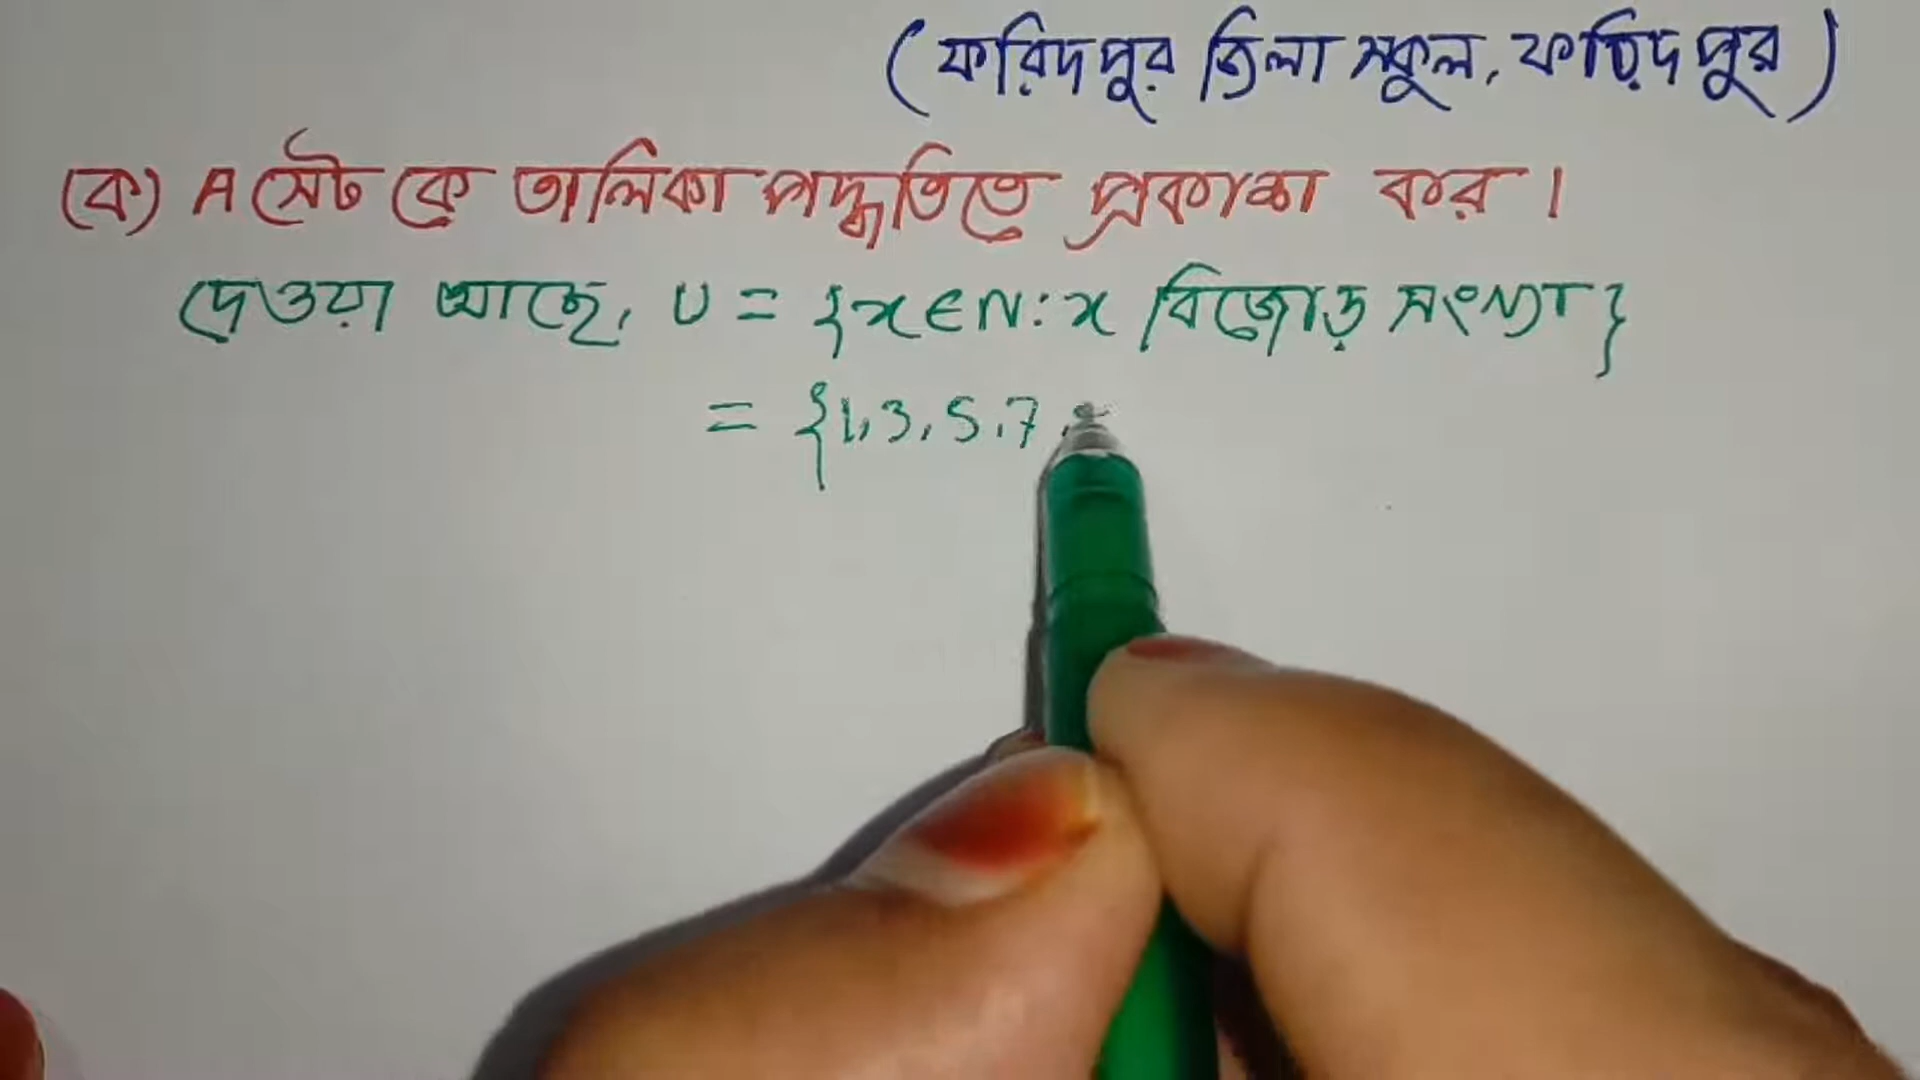 (ফরিদপুর জিলা স্কুল, ফরিদপুর)
(ক) A সেট কে তালিকা পদ্ধতিতে প্রকাশ কর।
দেওয়া আছে, U = {x ∈ N : x বিজোড় সংখ্যা}
= {1, 3, 5, 7,